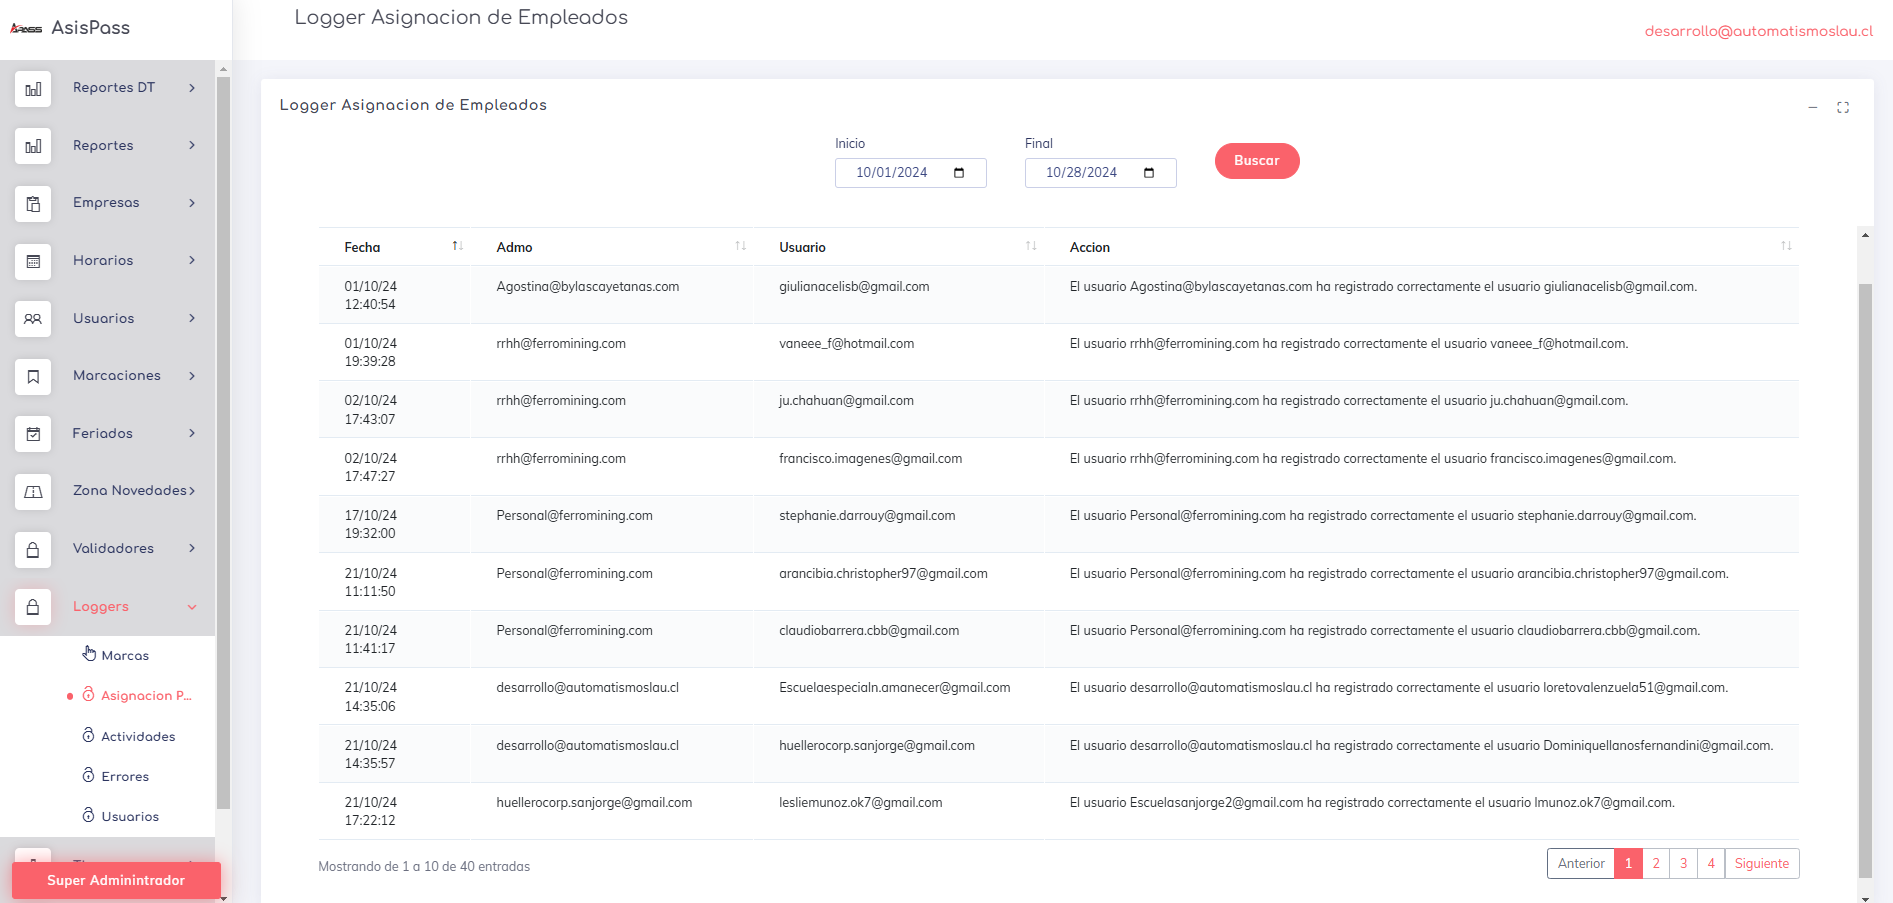 APASS AsisPass
Logger Asignacion de Empleados
desarrollo@automatismoslau.cl
Reportes DT
Reportes
Empresas
Horarios
Usuarios
Marcaciones
Feriados
Zona Novedades
Validadores
Loggers
Marcas
Asignacion P...
Actividades
Errores
Usuarios
Super Adminintrador
Logger Asignacion de Empleados
Inicio Final
10/01/2024 10/28/2024 Buscar
Fecha Admo Usuario Accion
01/10/24 Agostina@bylascayetanas.com giulianacelisb@gmail.com El usuario Agostina@bylascayetanas.com ha registrado correctamente el usuario giulianacelisb@gmail.com.
12:40:54
01/10/24 rrhh@ferromining.com vaneee_f@hotmail.com El usuario rrhh@ferromining.com ha registrado correctamente el usuario vaneee_f@hotmail.com.
19:39:28
02/10/24 rrhh@ferromining.com ju.chahuan@gmail.com El usuario rrhh@ferromining.com ha registrado correctamente el usuario ju.chahuan@gmail.com.
17:43:07
02/10/24 rrhh@ferromining.com francisco.imagenes@gmail.com El usuario rrhh@ferromining.com ha registrado correctamente el usuario francisco.imagenes@gmail.com.
17:47:27
17/10/24 Personal@ferromining.com stephanie.darrouy@gmail.com El usuario Personal@ferromining.com ha registrado correctamente el usuario stephanie.darrouy@gmail.com.
19:32:00
21/10/24 Personal@ferromining.com arancibia.christopher97@gmail.com El usuario Personal@ferromining.com ha registrado correctamente el usuario arancibia.christopher97@gmail.com.
11:11:50
21/10/24 Personal@ferromining.com claudiobarrera.cbb@gmail.com El usuario Personal@ferromining.com ha registrado correctamente el usuario claudiobarrera.cbb@gmail.com.
11:41:17
21/10/24 desarrollo@automatismoslau.cl Escuelaespecialn.amanecer@gmail.com El usuario desarrollo@automatismoslau.cl ha registrado correctamente el usuario loretovalenzuela51@gmail.com.
14:35:06
21/10/24 desarrollo@automatismoslau.cl huellerocorp.sanjorge@gmail.com El usuario desarrollo@automatismoslau.cl ha registrado correctamente el usuario Dominiquellanosfernandini@gmail.com.
14:35:57
21/10/24 huellerocorp.sanjorge@gmail.com lesliemunoz.ok7@gmail.com El usuario Escuelasanjorge2@gmail.com ha registrado correctamente el usuario lmunoz.ok7@gmail.com.
17:22:12
Mostrando de 1 a 10 de 40 entradas
Anterior 1 2 3 4 Siguiente